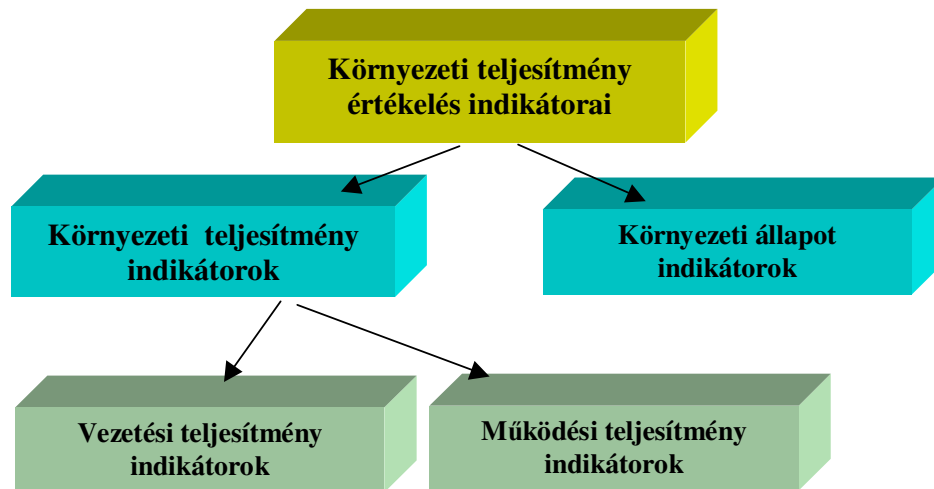 Környezeti teljesítmény
értékelés indikátorai
Környezeti teljesítmény
indikátorok
Környezeti állapot
indikátorok
Vezetési teljesítmény
indikátorok
Működési teljesítmény
indikátorok